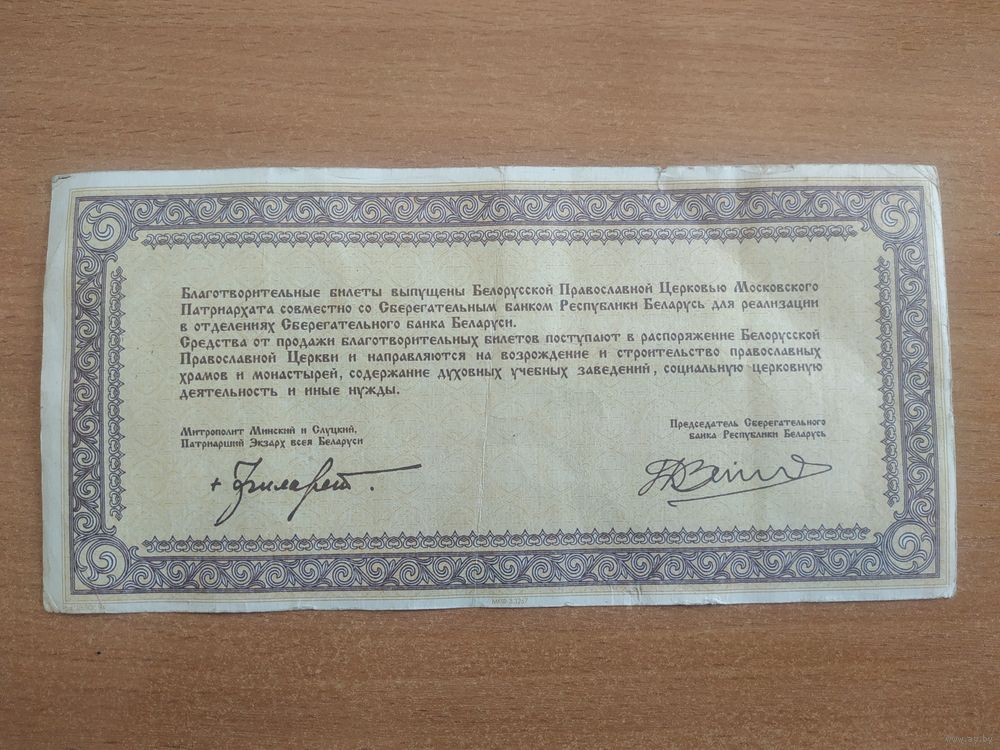 Благотворительные билеты выпущены Белорусской Православной Церковью Московского
Патриархата совместно со Сберегательным банком Республики Беларусь для реализации
в отделениях Сберегательного банка Беларуси.
Средства от продажи благотворительных билетов поступают в распоряжение Белорусской
Православной Церкви и направляются на возрождение и строительство православных
храмов и монастырей, содержание духовных учебных заведений, социальную церковную
деятельность и иные нужды.
Митрополит Минский и Слуцкий,
Патриарший Экзарх всея Беларуси
Председатель Сберегательного
банка Республики Беларусь
+ Филарет.
www.ay.by